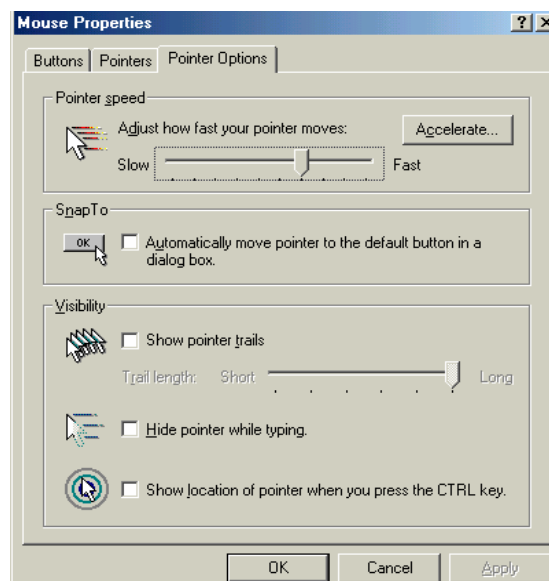 Mouse Properties
Buttons Pointers Pointer Options
Pointer speed
Adjust how fast your pointer moves:
Accelerate...
Slow Fast
SnapTo
OK
Automatically move pointer to the default button in a
dialog box.
Visibility
Show pointer trails
Trail length: Short Long
Hide pointer while typing.
Show location of pointer when you press the CTRL key.
OK Cancel Apply